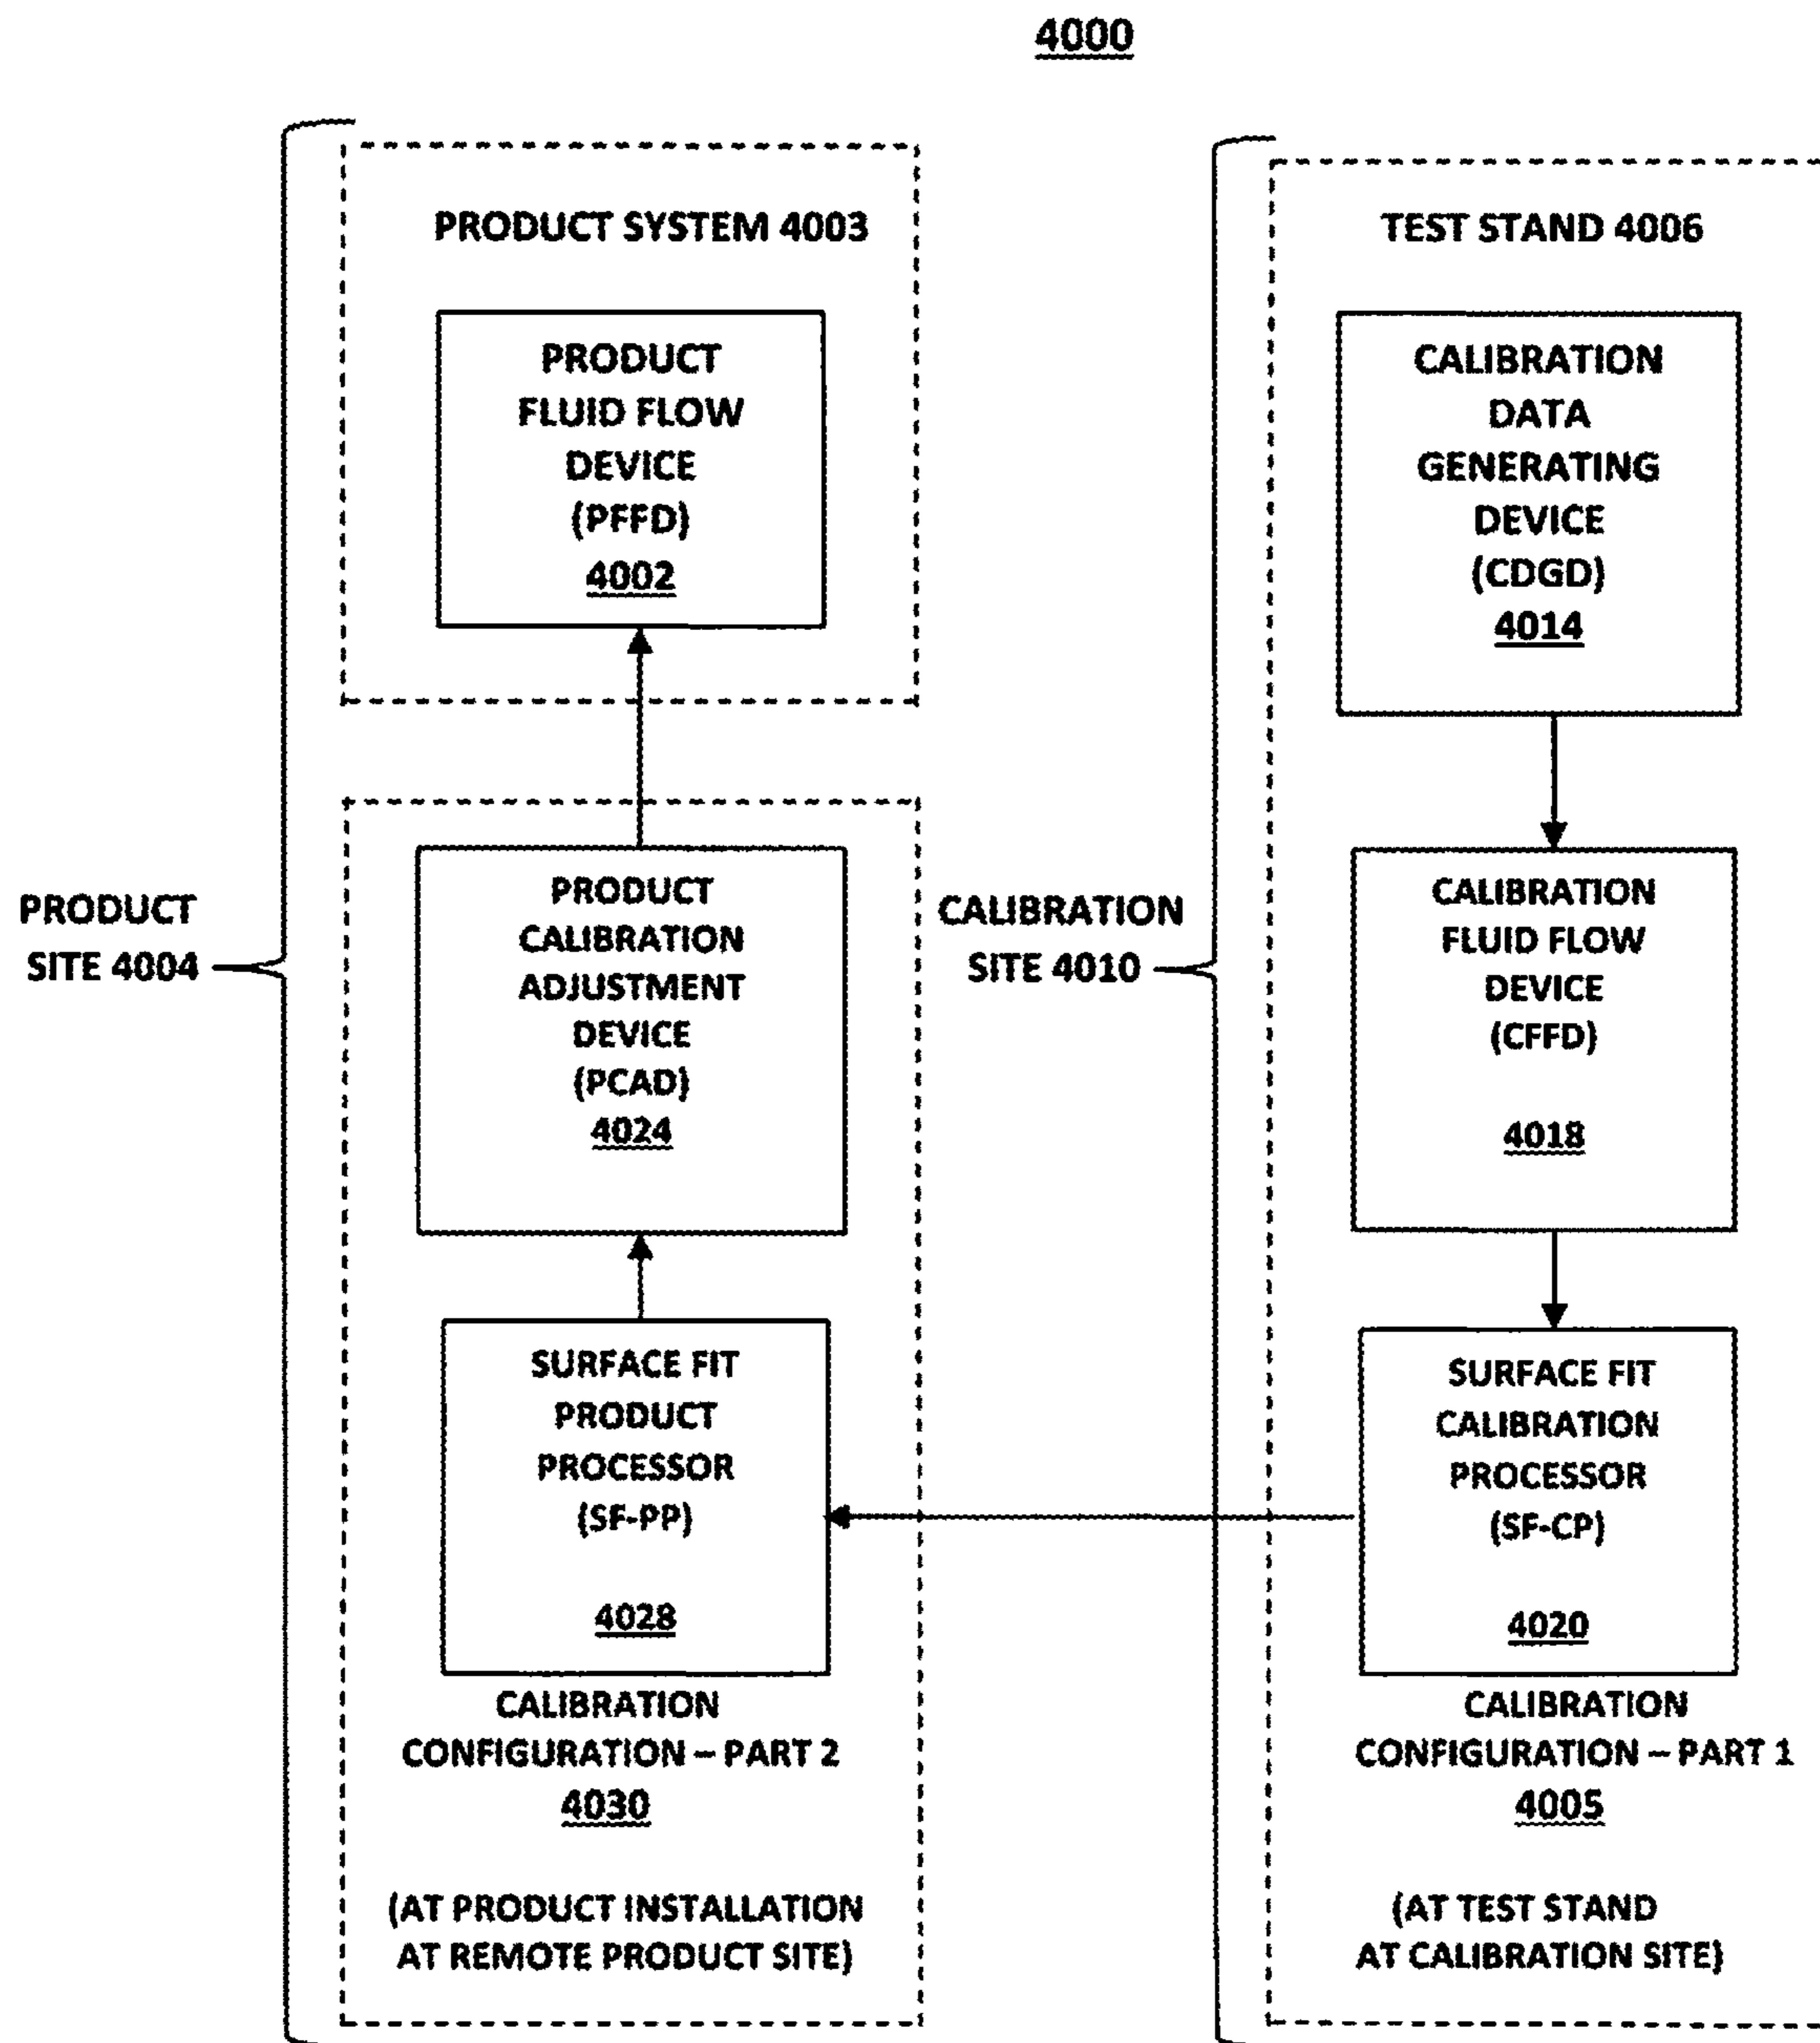 4000
PRODUCT SYSTEM 4003
PRODUCT
FLUID FLOW
DEVICE
(PFFD)
4002
PRODUCT
SITE 4004
PRODUCT
CALIBRATION
ADJUSTMENT
DEVICE
(PCAD)
4024
SURFACE FIT
PRODUCT
PROCESSOR
(SF-PP)
4028
CALIBRATION
CONFIGURATION – PART 2
4030
(AT PRODUCT INSTALLATION
AT REMOTE PRODUCT SITE)
TEST STAND 4006
CALIBRATION
DATA
GENERATING
DEVICE
(CDGD)
4014
CALIBRATION
SITE 4010
CALIBRATION
FLUID FLOW
DEVICE
(CFFD)
4018
SURFACE FIT
CALIBRATION
PROCESSOR
(SF-CP)
4020
CALIBRATION
CONFIGURATION – PART 1
4005
(AT TEST STAND
AT CALIBRATION SITE)